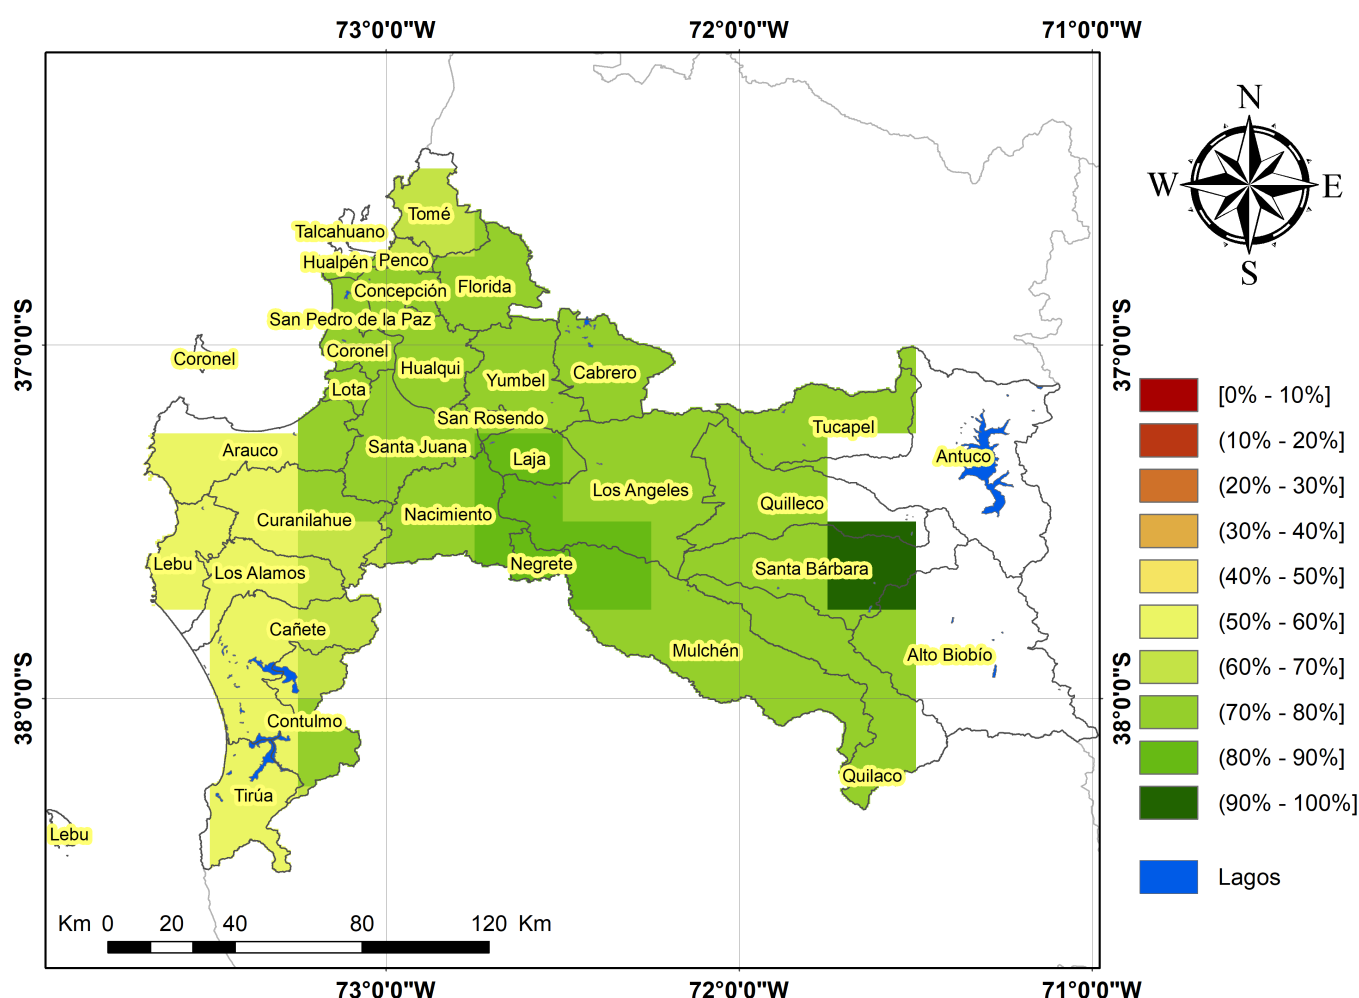 73°0'0"W
72°0'0"W
71°0'0"W
N
W
E
S
Tomé
Talcahuano
Hualpén
Penco
Concepción
Florida
San Pedro de la Paz
37°0'0"S
37°0'0"S
Coronel
Coronel
Hualqui
Yumbel
Cabrero
Lota
San Rosendo
Tucapel
Arauco
Santa Juana
Laja
Antuco
Los Angeles
Quilleco
Curanilahue
Nacimiento
Lebu
Los Alamos
Negrete
Santa Bárbara
Cañete
Mulchén
Alto Biobío
38°0'0"S
38°0'0"S
Contulmo
Quilaco
Tirúa
Lebu
[0% - 10%]
(10% - 20%]
(20% - 30%]
(30% - 40%]
(40% - 50%]
(50% - 60%]
(60% - 70%]
(70% - 80%]
(80% - 90%]
(90% - 100%]
Lagos
Km 0 20 40 80 120 Km
73°0'0"W
72°0'0"W
71°0'0"W